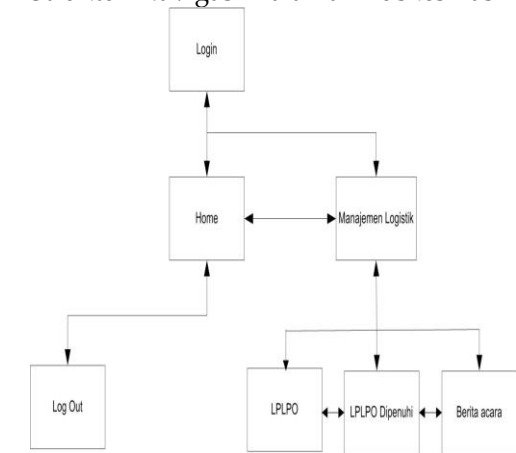 Login
Home
Manajemen Logistik
Log Out
LPLPO
LPLPO Dipenuhi
Berita acara